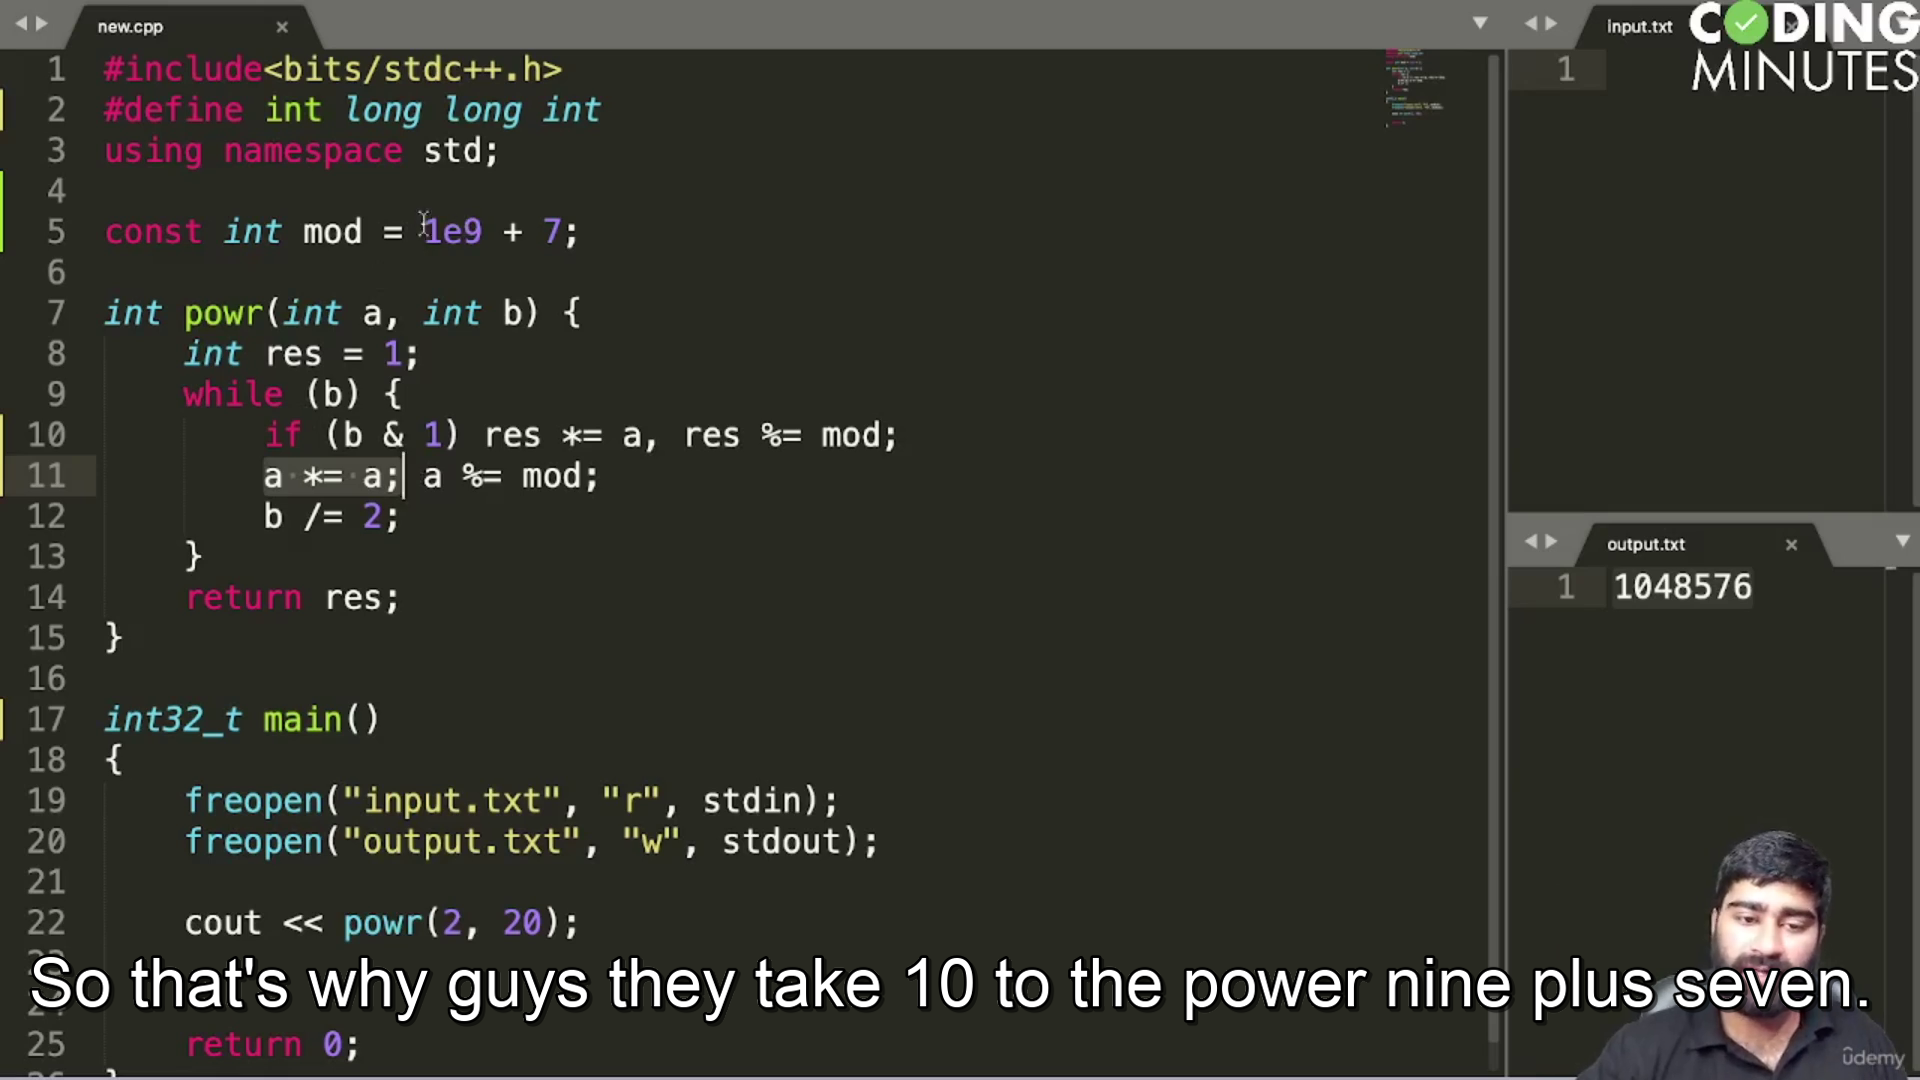 new.cpp
1 #include<bits/stdc++.h>
2 #define int long long int
3 using namespace std;
4
5 const int mod = 1e9 + 7;
6
7 int powr(int a, int b) {
8 int res = 1;
9 while (b) {
10 if (b & 1) res *= a, res %= mod;
11 a *= a; a %= mod;
12 b /= 2;
13 }
14 return res;
15 }
16
17 int32_t main()
18 {
19 freopen("input.txt", "r", stdin);
20 freopen("output.txt", "w", stdout);
21
22 cout << powr(2, 20);
25 return 0;
input.txt
1
CODING
MINUTES
output.txt
1 1048576
So that's why guys they take 10 to the power nine plus seven.
ûdemy